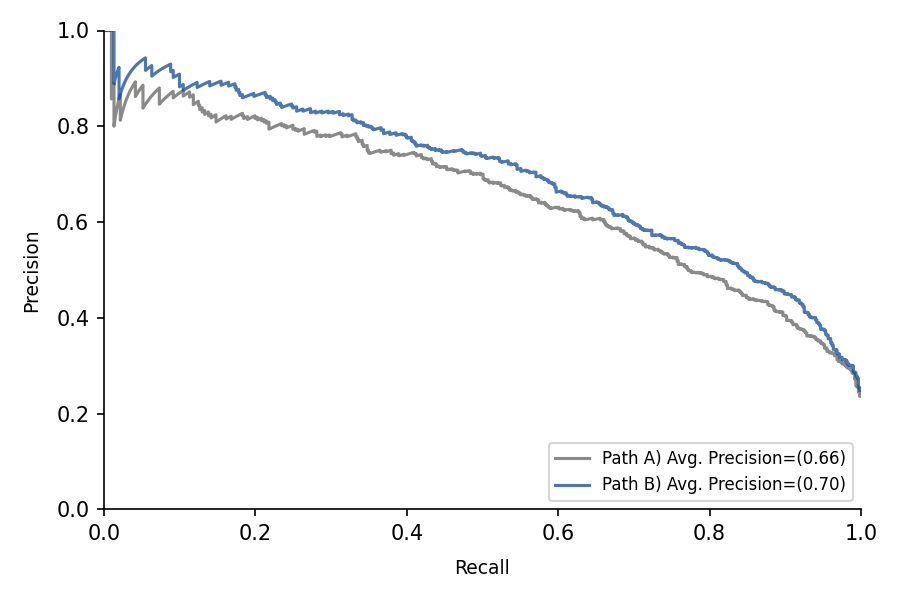 1.0
0.8
0.6
0.4
0.2
0.0
Precision
Path A) Avg. Precision=(0.66)
Path B) Avg. Precision=(0.70)
0.0 0.2 0.4 0.6 0.8 1.0
Recall